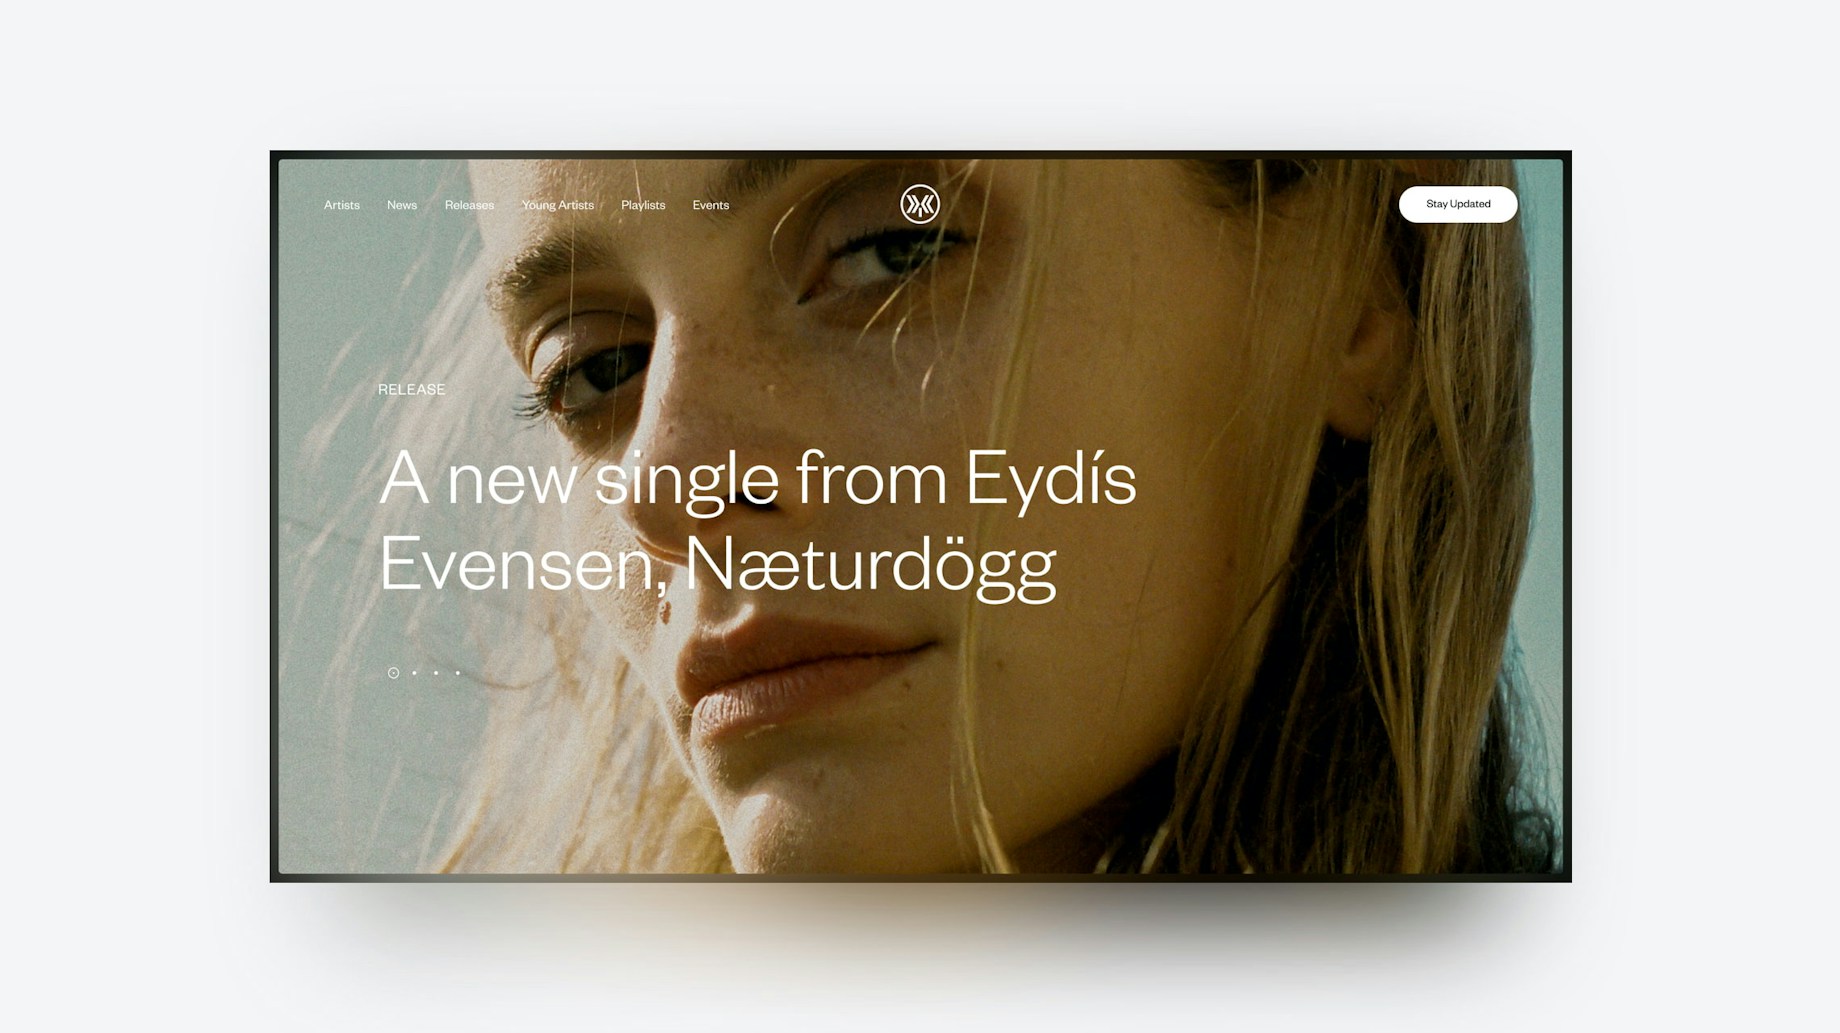 Artists News Releases Young Artists Playlists Events Stay Updated
RELEASE
A new single from Eydís
Evensen, Næturdögg